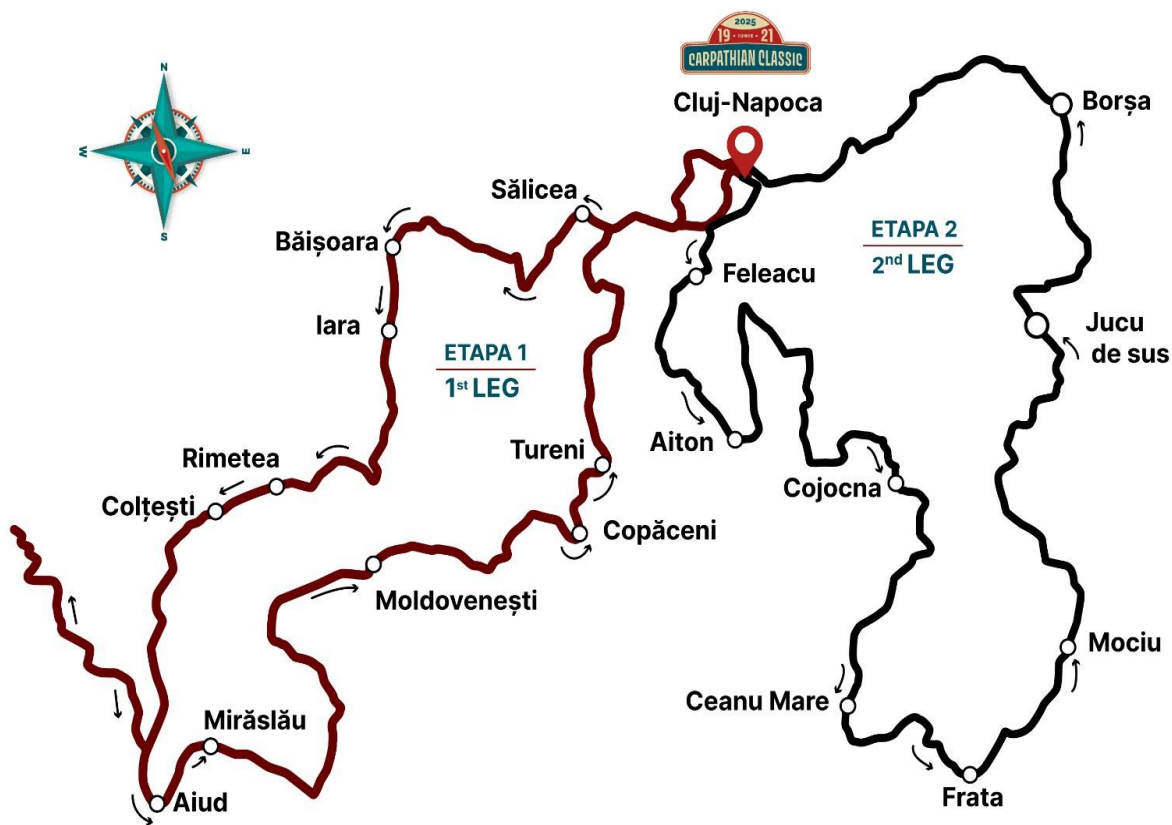 2025
19 • IUNIE • 21
CARPATHIAN CLASSIC
Cluj-Napoca
N
E
S
W
Borșa
Sălicea
Băișoara
ETAPA 2
2nd LEG
Feleacu
Iara
Jucu
de sus
ETAPA 1
1st LEG
Aiton
Tureni
Rimetea
Colțești
Cojocna
Copăceni
Moldovenești
Mociu
Ceanu Mare
Mirăslău
Aiud
Frata